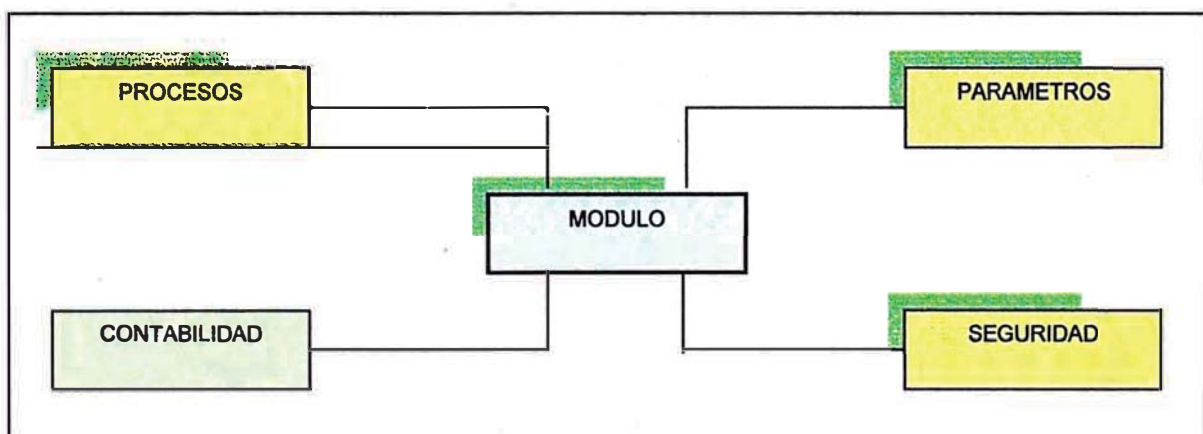 PROCESOS
PARAMETROS
MODULO
CONTABILIDAD
SEGURIDAD